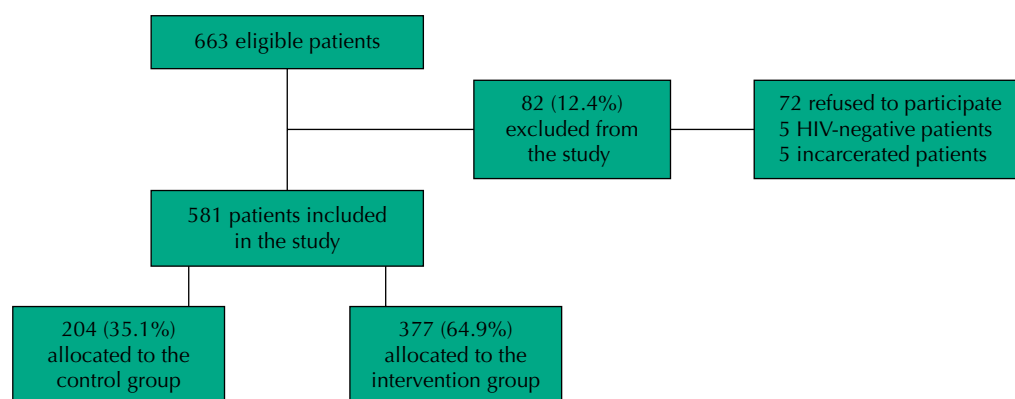 663 eligible patients
82 (12.4%)
excluded from
the study
72 refused to participate
5 HIV-negative patients
5 incarcerated patients
581 patients included
in the study
204 (35.1%)
allocated to the
control group
377 (64.9%)
allocated to the
intervention group